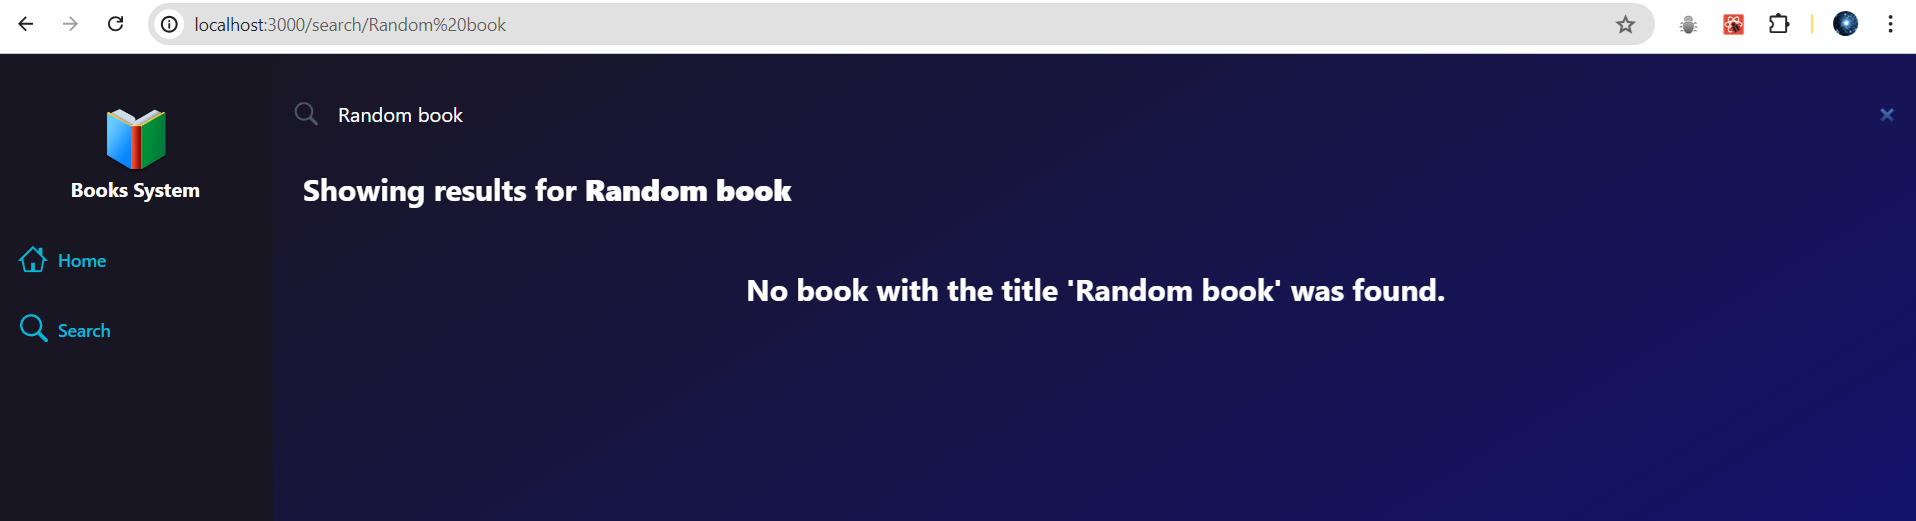 localhost:3000/search/Random%20book
Random book
Books System
Showing results for Random book
Home
No book with the title 'Random book' was found.
Search